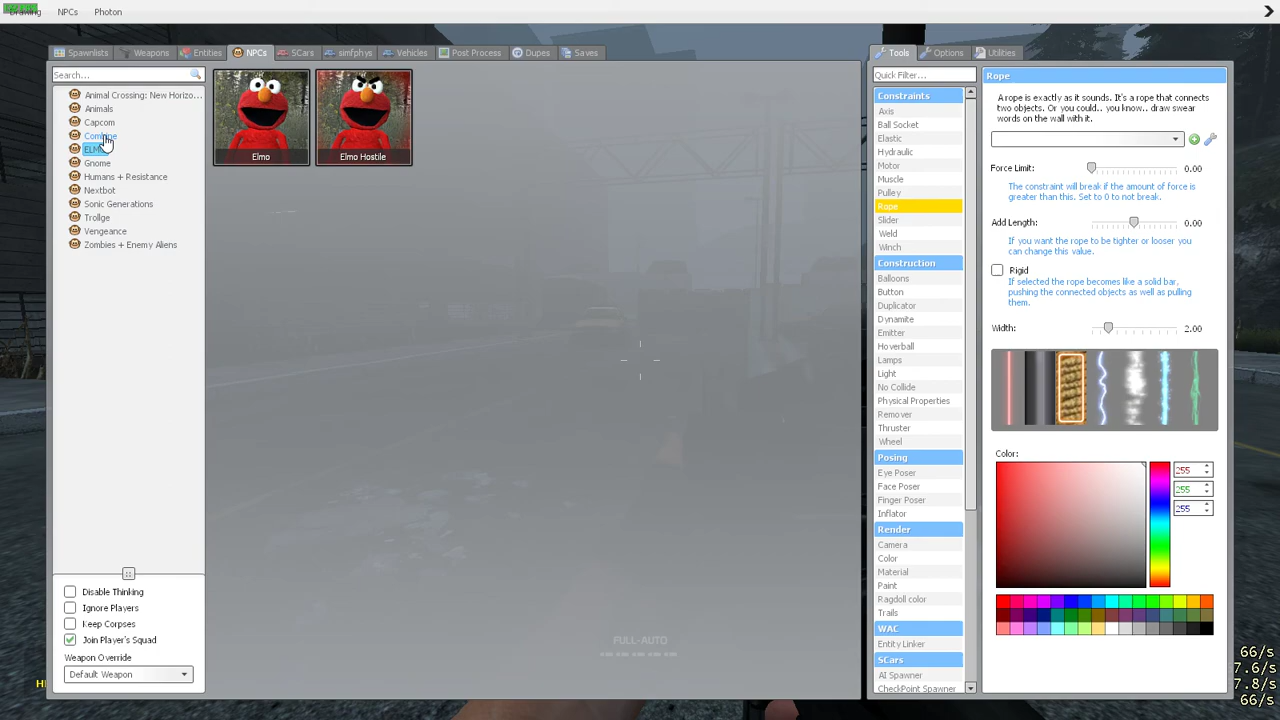 Drawing NPCs Photon
Spawnlists Weapons Entities NPCs SCars simfphys Vehicles Post Process Dupes Saves
Search...
Animal Crossing: New Horizo...
Animals
Capcom
Combine
Gnome
Humans + Resistance
Nextbot
Sonic Generations
Trollge
Vengeance
Zombies + Enemy Aliens
Elmo
Elmo Hostile
Disable Thinking
Ignore Players
Keep Corpses
Join Player's Squad
Weapon Override
Default Weapon
FULL-AUTO
Tools Options Utilities
Quick Filter...
Constraints
Axis
Ball Socket
Elastic
Hydraulic
Motor
Muscle
Pulley
Rope
Slider
Weld
Winch
Construction
Balloons
Button
Duplicator
Dynamite
Emitter
Hoverball
Lamps
Light
No Collide
Physical Properties
Remover
Thruster
Wheel
Posing
Eye Poser
Face Poser
Finger Poser
Inflator
Render
Camera
Color
Material
Paint
Ragdoll color
Trails
WAC
Entity Linker
SCars
AI Spawner
CheckPoint Spawner
Rope
A rope is exactly as it sounds. It's a rope that connects
two objects. Or you could.. you know.. draw swear
words on the wall with it.
Force Limit: 0.00
The constraint will break if the amount of force is
greater than this. Set to 0 to not break.
Add Length: 0.00
If you want the rope to be tighter or looser you
can change this value.
Rigid
If selected the rope becomes like a solid bar,
pushing the connected objects as well as pulling
them.
Width: 2.00
Color:
255
255
255
66/s
7.6/s
7.8/s
66/s